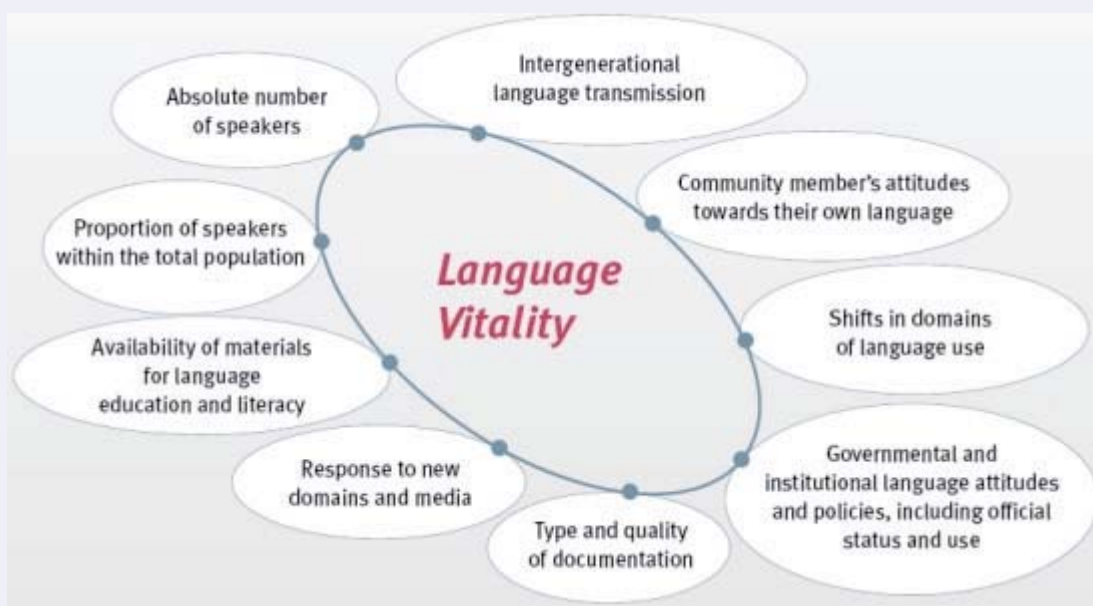 Intergenerational
language transmission
Absolute number
of speakers
Community member's attitudes
towards their own language
Proportion of speakers
within the total population
Language
Vitality
Shifts in domains
of language use
Availability of materials
for language
education and literacy
Governmental and
institutional language attitudes
and policies, including official
status and use
Response to new
domains and media
Type and quality
of documentation